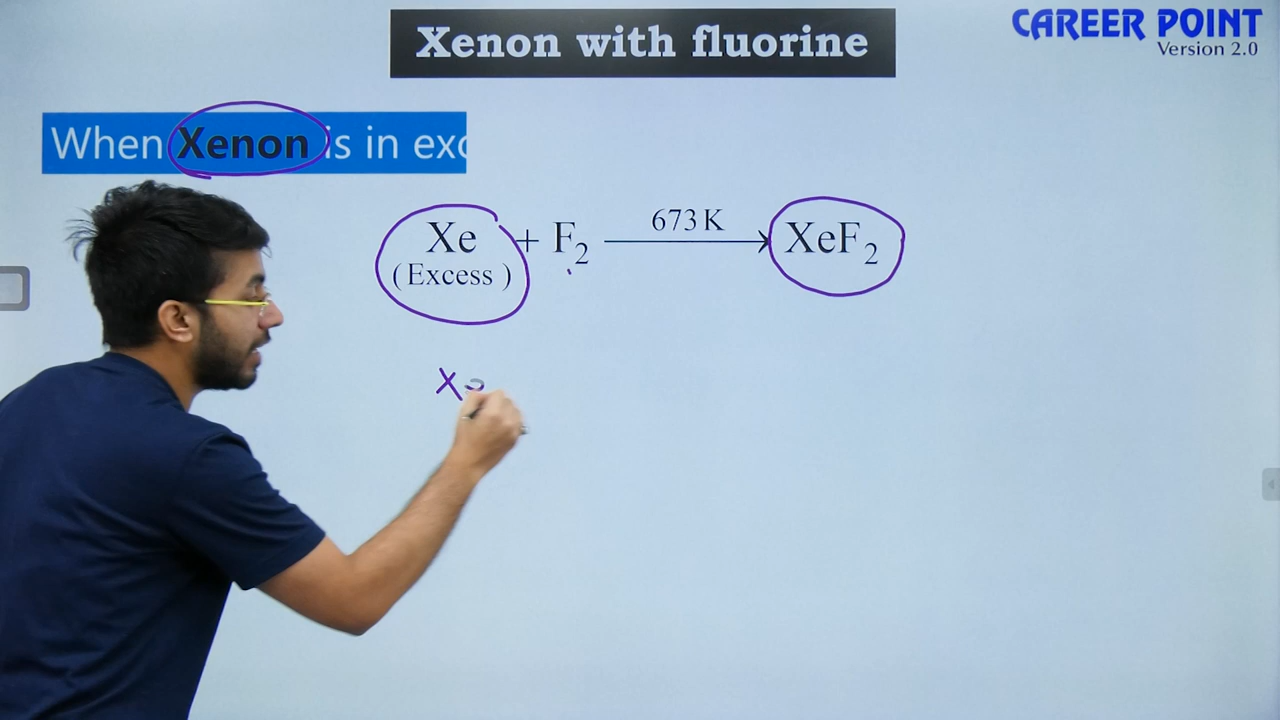 Xenon with fluorine
CAREER POINT
Version 2.0
When Xenon is in exc
673 K
Xe + F₂ ⟶ XeF₂
(Excess)
X